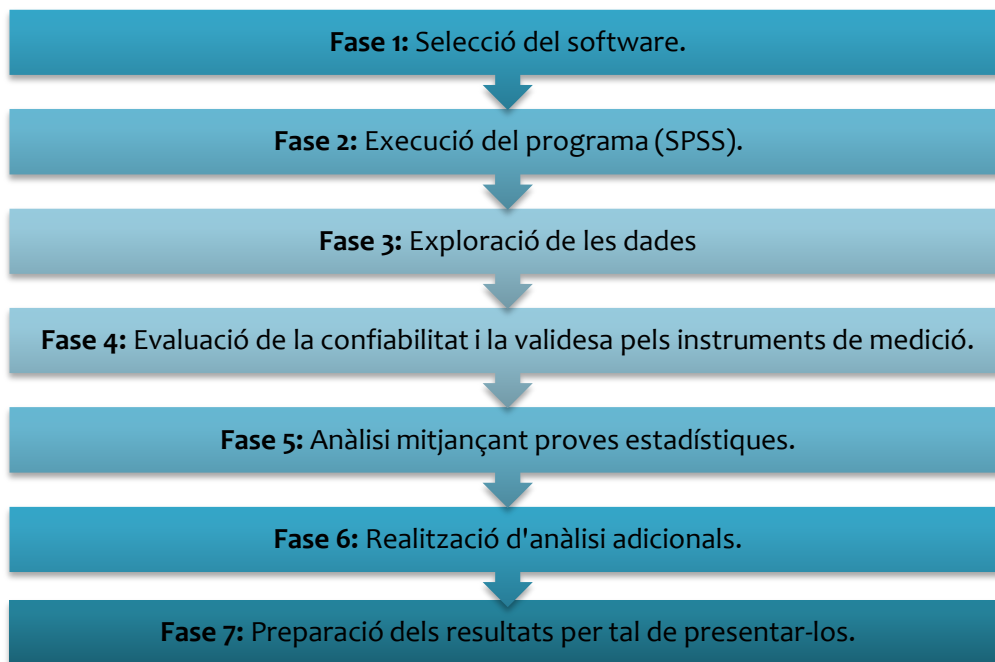 Fase 1: Selecció del software.
Fase 2: Execució del programa (SPSS).
Fase 3: Exploració de les dades
Fase 4: Evaluació de la confiabilitat i la validesa pels instruments de medició.
Fase 5: Anàlisi mitjançant proves estadístiques.
Fase 6: Realització d'anàlisi adicionals.
Fase 7: Preparació dels resultats per tal de presentar-los.